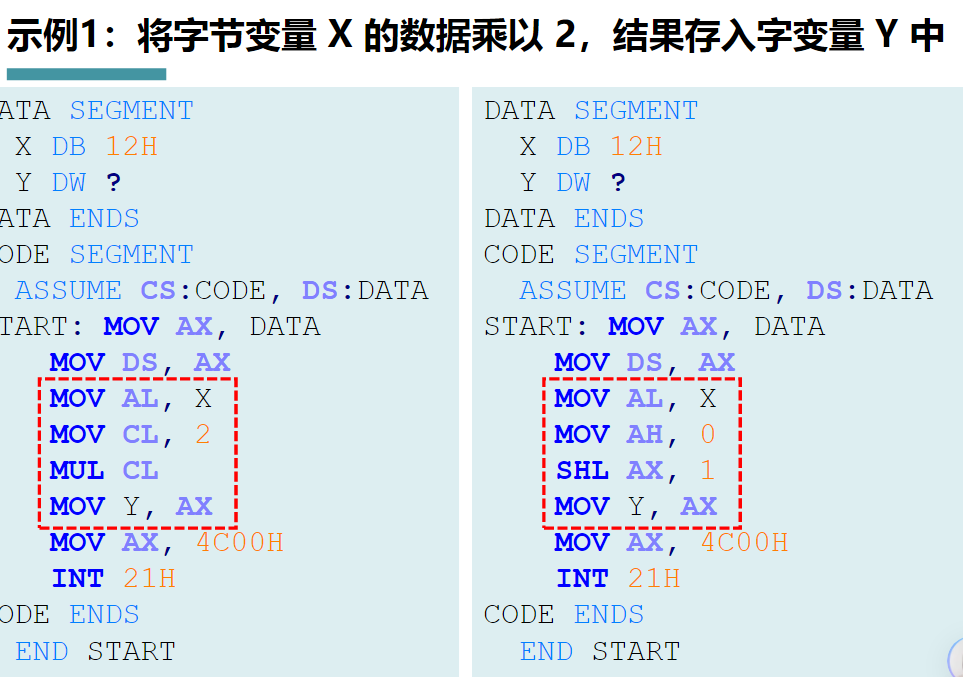 示例1：将字节变量 X 的数据乘以 2，结果存入字变量 Y 中
ATA SEGMENT
X DB 12H
Y DW ?
ATA ENDS
ODE SEGMENT
ASSUME CS:CODE, DS:DATA
TART: MOV AX, DATA
MOV DS, AX
MOV AL, X
MOV CL, 2
MUL CL
MOV Y, AX
MOV AX, 4C00H
INT 21H
ODE ENDS
END START
DATA SEGMENT
X DB 12H
Y DW ?
DATA ENDS
CODE SEGMENT
ASSUME CS:CODE, DS:DATA
START: MOV AX, DATA
MOV DS, AX
MOV AL, X
MOV AH, 0
SHL AX, 1
MOV Y, AX
MOV AX, 4C00H
INT 21H
CODE ENDS
END START